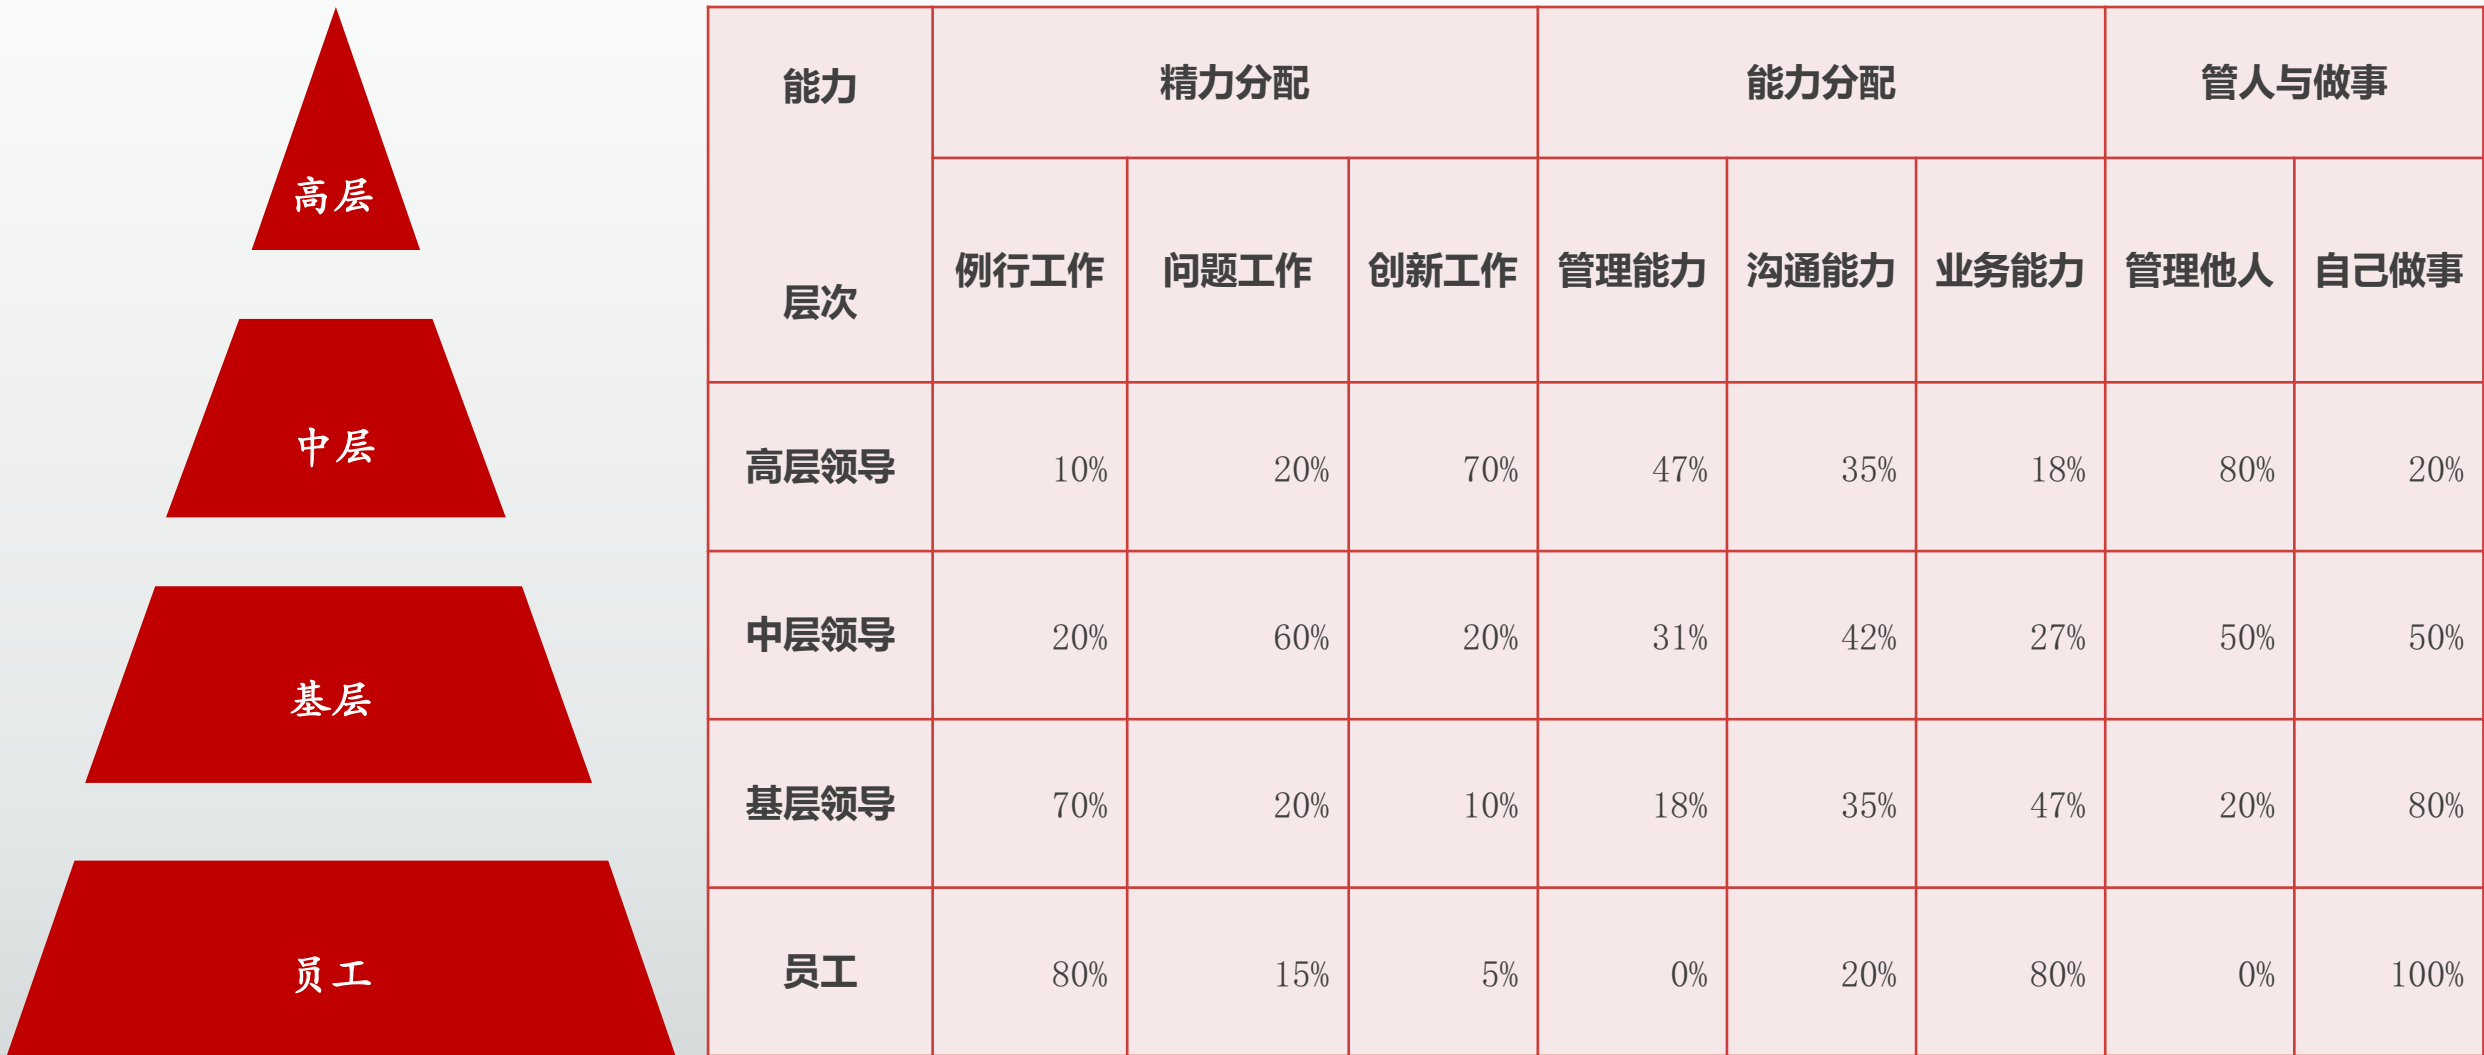 高层
中层
基层
员工
能力 精力分配 能力分配 管人与做事
层次 例行工作 问题工作 创新工作 管理能力 沟通能力 业务能力 管理他人 自己做事
高层领导 10% 20% 70% 47% 35% 18% 80% 20%
中层领导 20% 60% 20% 31% 42% 27% 50% 50%
基层领导 70% 20% 10% 18% 35% 47% 20% 80%
员工 80% 15% 5% 0% 20% 80% 0% 100%